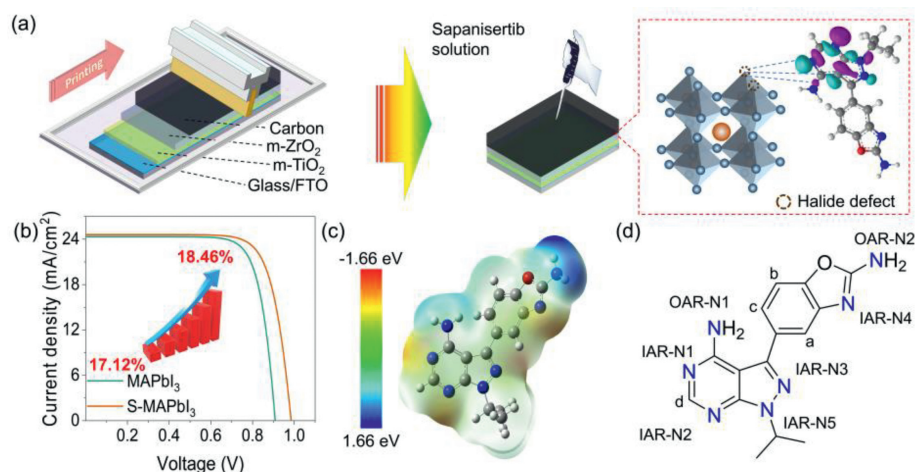 (a)
Printing
Sapanisertib
solution
Carbon
m-ZrO2
m-TiO2
Glass/FTO
Halide defect
(b)
Current density (mA/cm²)
24
18
12
6
0
18.46%
17.12%
MAPbI3
S-MAPbI3
0.2
0.4
0.6
0.8
1.0
Voltage (V)
(c)
-1.66 eV
1.66 eV
(d)
OAR-N2
O
NH2
N
IAR-N4
b
c
a
OAR-N1
NH2
IAR-N1
N
d
N
IAR-N2
IAR-N3
N
N
IAR-N5